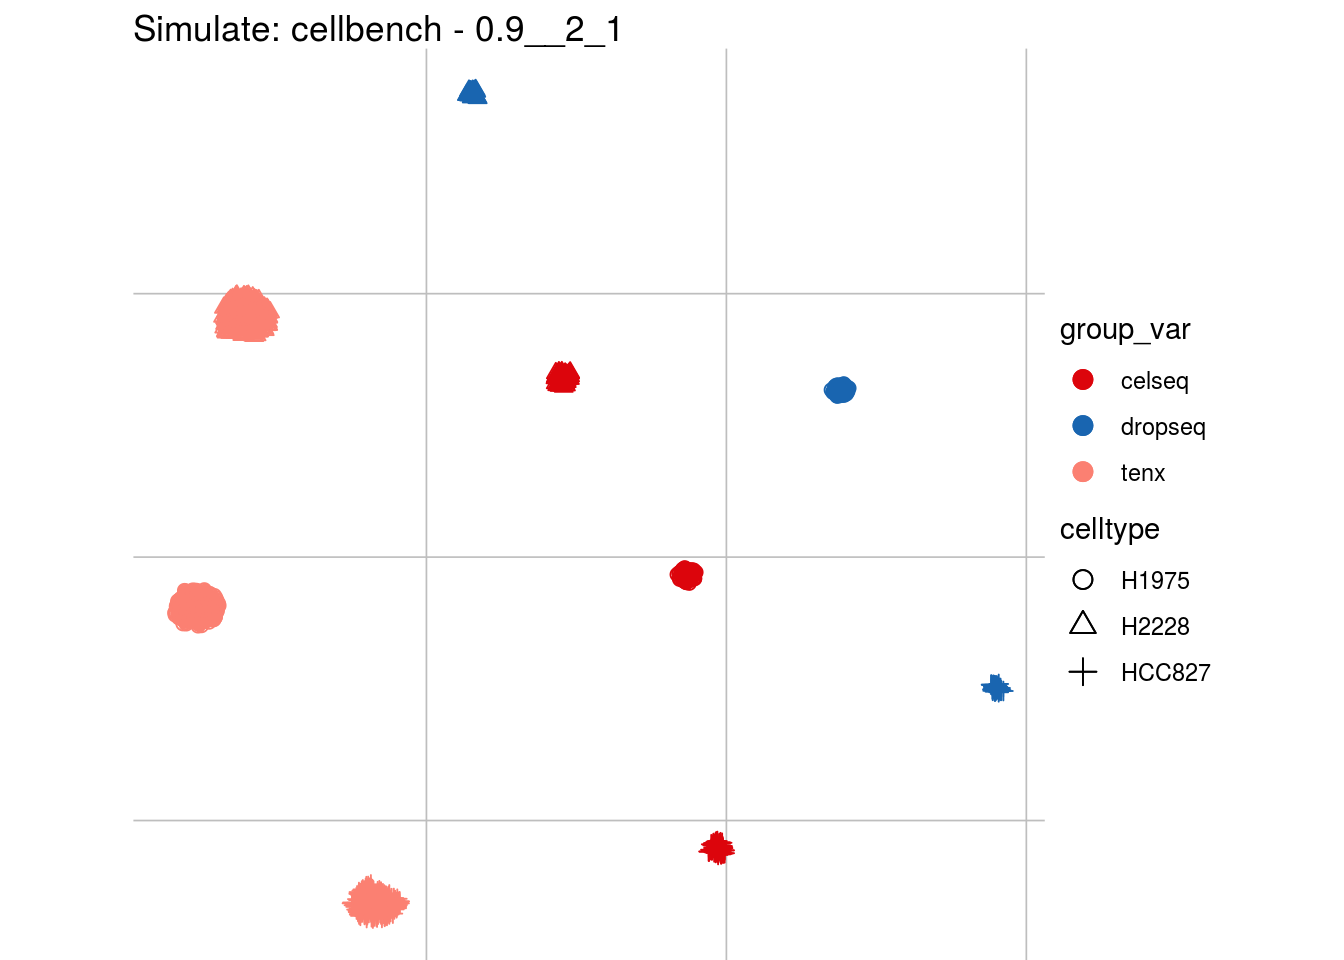 Simulate: cellbench - 0.9__2_1
group_var
celseq
dropseq
tenx
celltype
H1975
H2228
HCC827